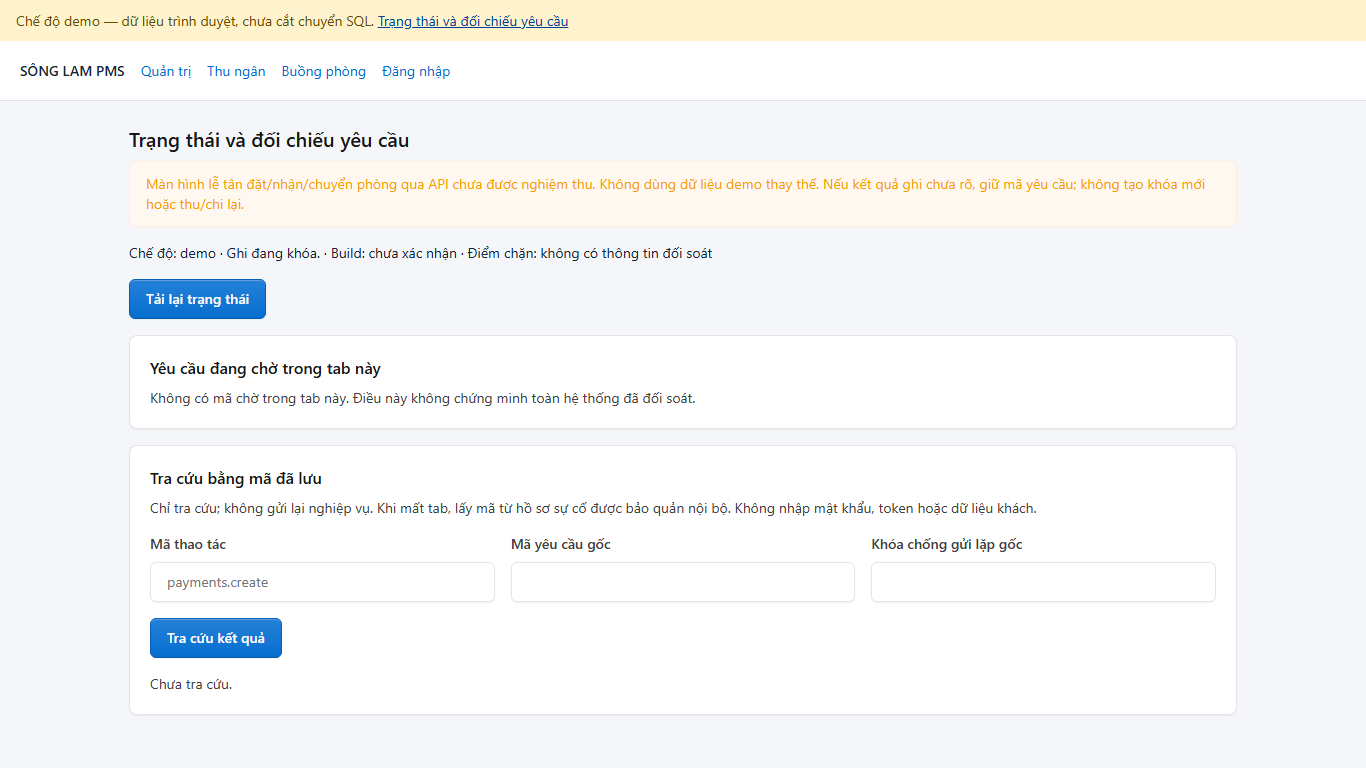 Chế độ demo — dữ liệu trình duyệt, chưa cắt chuyển SQL. Trạng thái và đối chiếu yêu cầu
SÔNG LAM PMS Quản trị Thu ngân Buồng phòng Đăng nhập
Trạng thái và đối chiếu yêu cầu
Màn hình lễ tân đặt/nhận/chuyển phòng qua API chưa được nghiệm thu. Không dùng dữ liệu demo thay thế. Nếu kết quả ghi chưa rõ, giữ mã yêu cầu; không tạo khóa mới
hoặc thu/chi lại.
Chế độ: demo · Ghi đang khóa. · Build: chưa xác nhận · Điểm chặn: không có thông tin đối soát
Tải lại trạng thái
Yêu cầu đang chờ trong tab này
Không có mã chờ trong tab này. Điều này không chứng minh toàn hệ thống đã đối soát.
Tra cứu bằng mã đã lưu
Chỉ tra cứu; không gửi lại nghiệp vụ. Khi mất tab, lấy mã từ hồ sơ sự cố được bảo quản nội bộ. Không nhập mật khẩu, token hoặc dữ liệu khách.
Mã thao tác Mã yêu cầu gốc Khóa chống gửi lặp gốc
payments.create
Tra cứu kết quả
Chưa tra cứu.